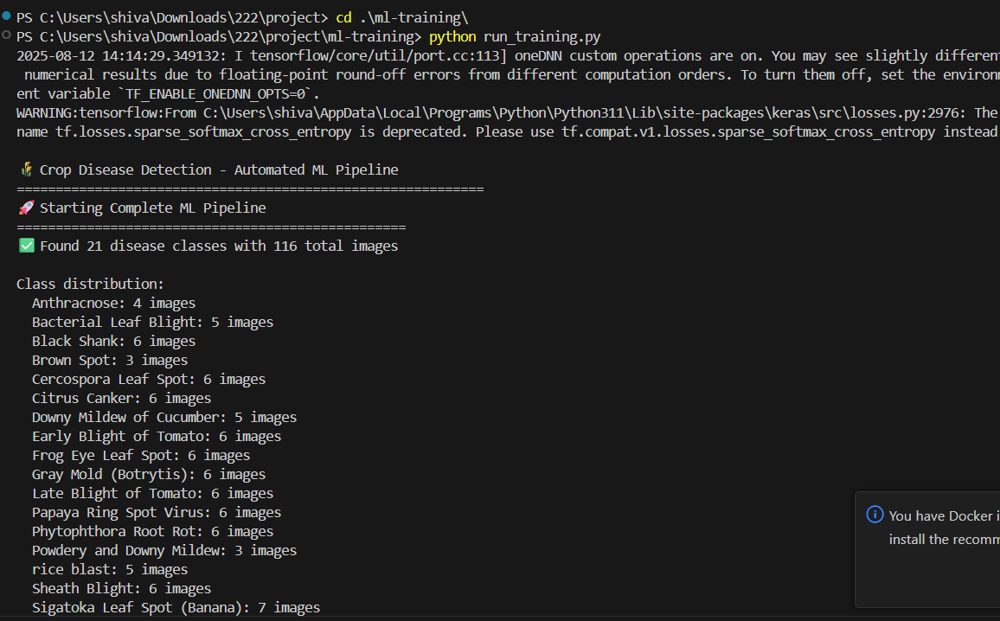 PS C:\Users\shiva\Downloads\222\project> cd .\ml-training\
PS C:\Users\shiva\Downloads\222\project\ml-training> python run_training.py
2025-08-12 14:14:29.349132: I tensorflow/core/util/port.cc:113] oneDNN custom operations are on. You may see slightly different
numerical results due to floating-point round-off errors from different computation orders. To turn them off, set the environm
ent variable `TF_ENABLE_ONEDNN_OPTS=0`.
WARNING:tensorflow:From C:\Users\shiva\AppData\Local\Programs\Python\Python311\Lib\site-packages\keras\src\losses.py:2976: The
name tf.losses.sparse_softmax_cross_entropy is deprecated. Please use tf.compat.v1.losses.sparse_softmax_cross_entropy instead
🌾 Crop Disease Detection - Automated ML Pipeline
============================================================
🚀 Starting Complete ML Pipeline
==================================================
✅ Found 21 disease classes with 116 total images
Class distribution:
Anthracnose: 4 images
Bacterial Leaf Blight: 5 images
Black Shank: 6 images
Brown Spot: 3 images
Cercospora Leaf Spot: 6 images
Citrus Canker: 6 images
Downy Mildew of Cucumber: 5 images
Early Blight of Tomato: 6 images
Frog Eye Leaf Spot: 6 images
Gray Mold (Botrytis): 6 images
Late Blight of Tomato: 6 images
Papaya Ring Spot Virus: 6 images
Phytophthora Root Rot: 6 images
Powdery and Downy Mildew: 3 images
rice blast: 5 images
Sheath Blight: 6 images
Sigatoka Leaf Spot (Banana): 7 images
You have Docker i
install the recomm